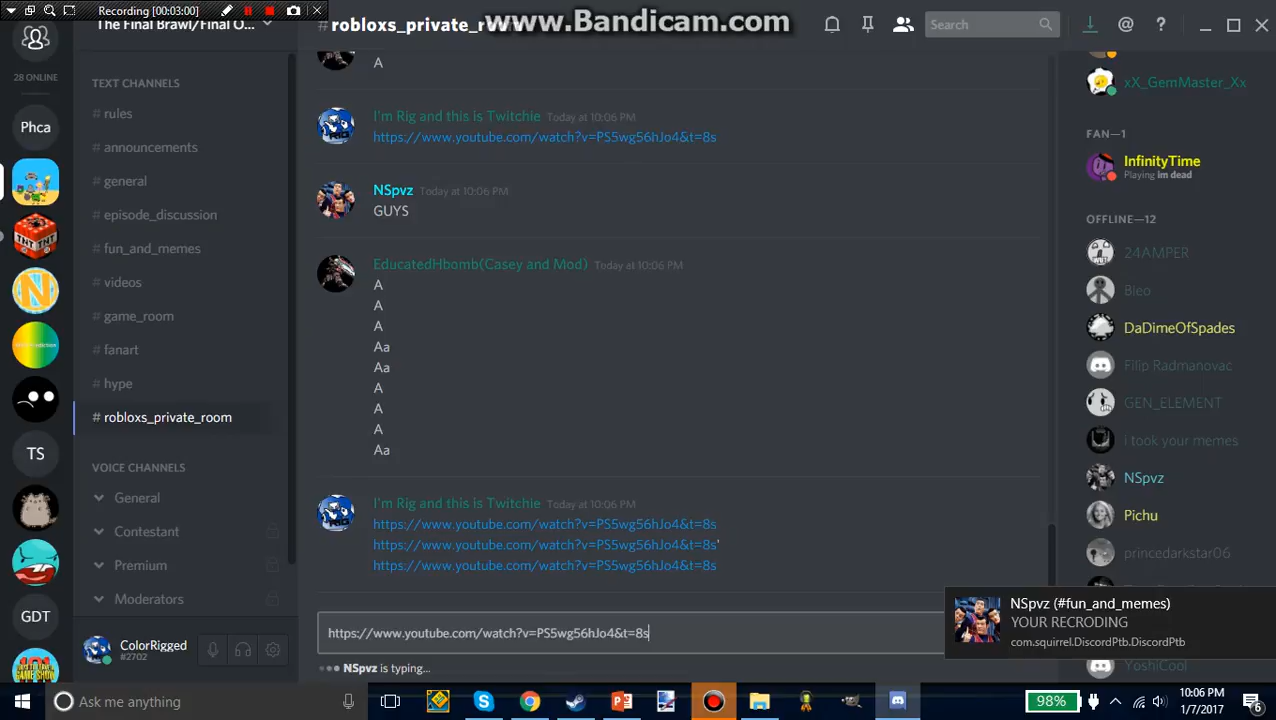 Recording [00:03:00]
www.Bandicam.com
The Final Brawl/Final O...
robloxs_private_r
Search
28 ONLINE
Phca
TS
GDT
TEXT CHANNELS
# rules
# announcements
# general
# episode_discussion
# fun_and_memes
# videos
# game_room
# fanart
# hype
# robloxs_private_room
VOICE CHANNELS
General
Contestant
Premium
Moderators
ColorRigged
#2702
A
I'm Rig and this is Twitchie Today at 10:06 PM
https://www.youtube.com/watch?v=PS5wg56hJo4&t=8s
NSpvz Today at 10:06 PM
GUYS
EducatedHbomb(Casey and Mod) Today at 10:06 PM
A
A
A
Aa
Aa
A
A
A
Aa
I'm Rig and this is Twitchie Today at 10:06 PM
https://www.youtube.com/watch?v=PS5wg56hJo4&t=8s
https://www.youtube.com/watch?v=PS5wg56hJo4&t=8s'
https://www.youtube.com/watch?v=PS5wg56hJo4&t=8s
https://www.youtube.com/watch?v=PS5wg56hJo4&t=8s
NSpvz is typing...
xX_GemMaster_Xx
FAN—1
InfinityTime
Playing im dead
OFFLINE—12
24AMPER
Bleo
DaDimeOfSpades
Filip Radmanovac
GEN_ELEMENT
i took your memes
NSpvz
Pichu
princedarkstar06
NSpvz (#fun_and_memes)
YOUR RECRODING
com.squirrel.DiscordPtb.DiscordPtb
YoshiCool
Ask me anything
98%
10:06 PM
1/7/2017
6